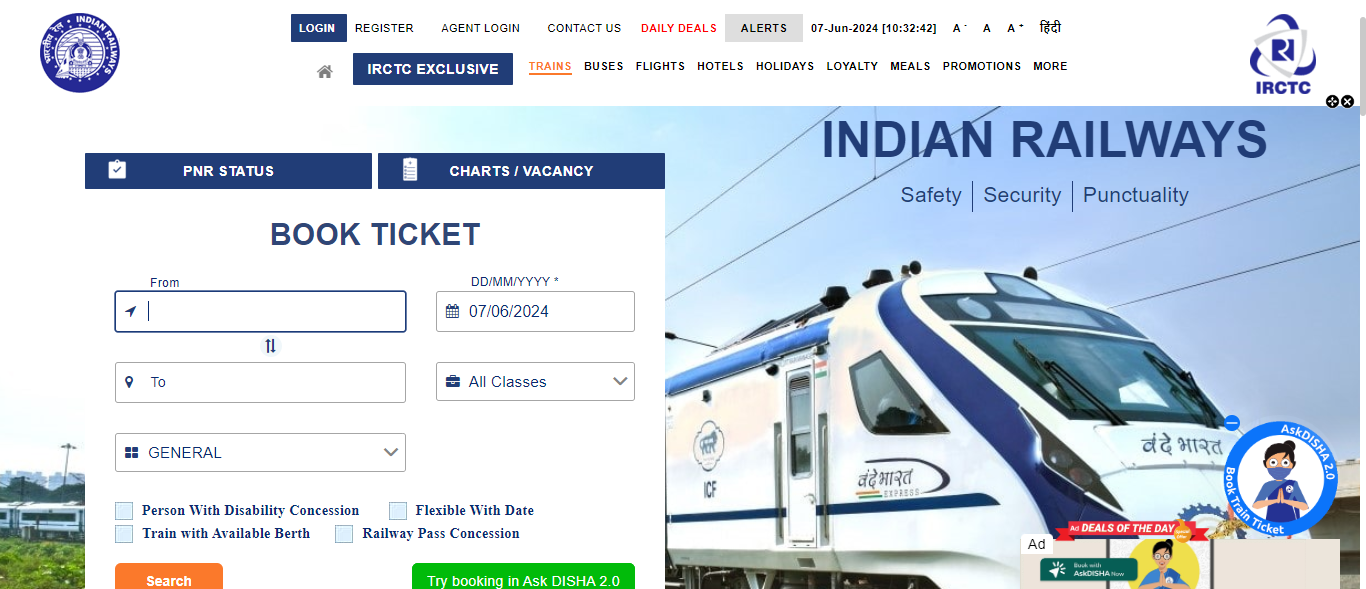 LOGIN REGISTER AGENT LOGIN CONTACT US DAILY DEALS ALERTS 07-Jun-2024 [10:32:42] A- A A+ हिंदी
भारतीय रेल INDIAN RAILWAYS
IRCTC EXCLUSIVE TRAINS BUSES FLIGHTS HOTELS HOLIDAYS LOYALTY MEALS PROMOTIONS MORE
IRCTC
INDIAN RAILWAYS
Safety | Security | Punctuality
PNR STATUS CHARTS / VACANCY
BOOK TICKET
From DD/MM/YYYY *
07/06/2024
To All Classes
GENERAL
Person With Disability Concession Flexible With Date
Train with Available Berth Railway Pass Concession
Search Try booking in Ask DISHA 2.0
वंदे भारत
वंदे भारत
EXPRESS
ICF
AskDISHA 2.0
Book Train Ticket
Ad
Ad DEALS OF THE DAY
Special Offer
Book with
AskDISHA Now